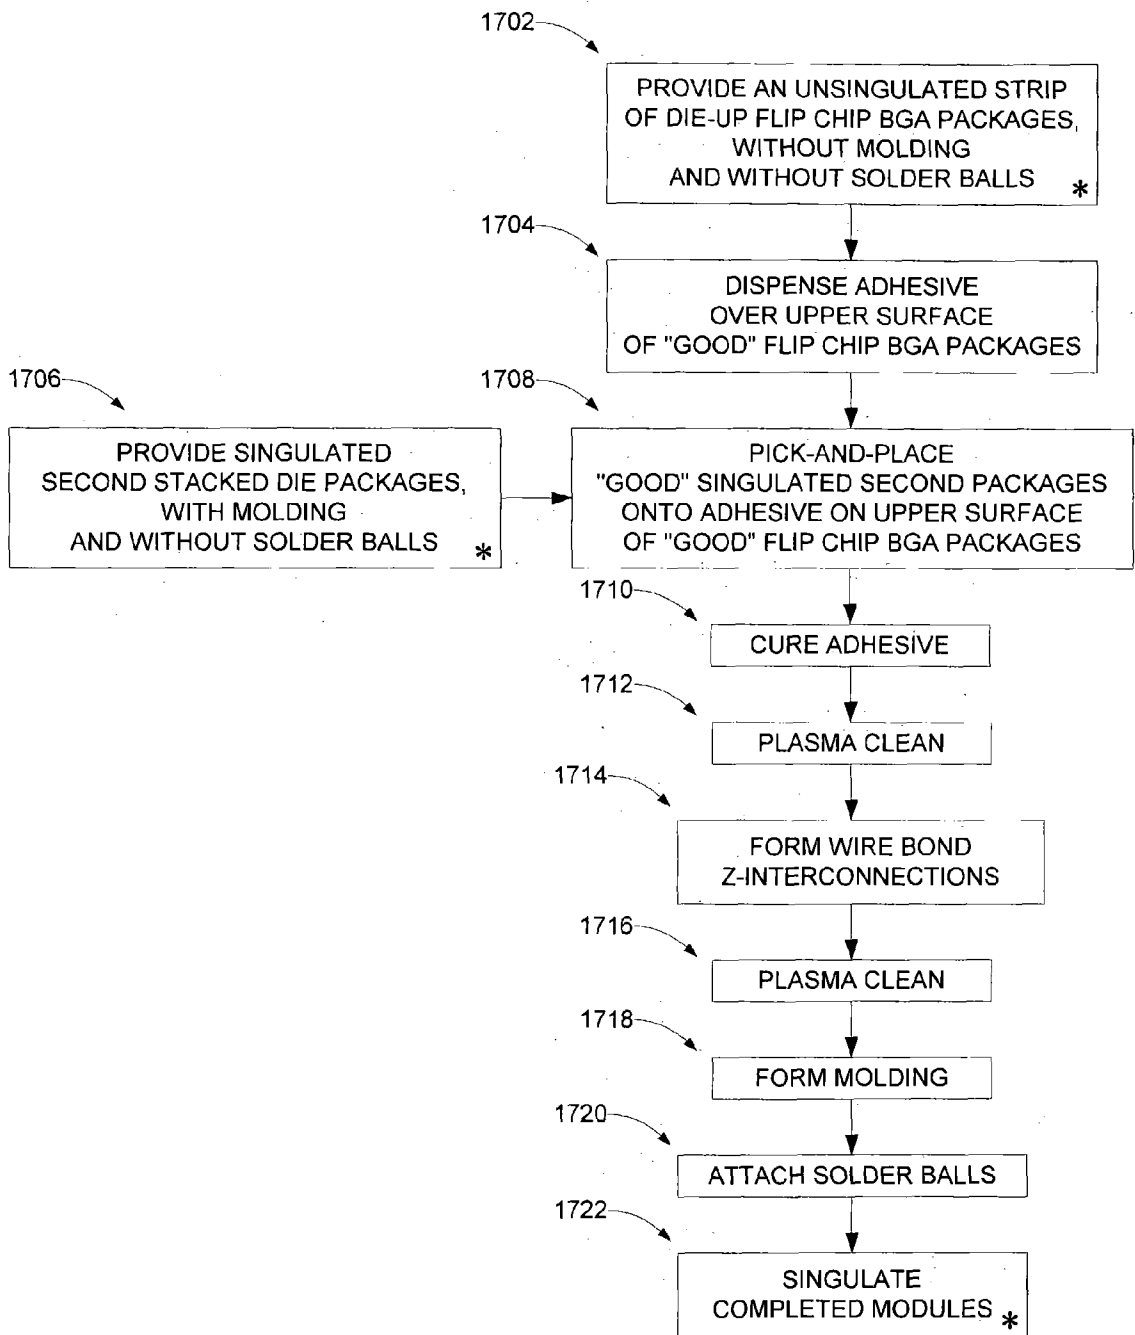 1702
PROVIDE AN UNSINGULATED STRIP
OF DIE-UP FLIP CHIP BGA PACKAGES,
WITHOUT MOLDING
AND WITHOUT SOLDER BALLS *
1704
DISPENSE ADHESIVE
OVER UPPER SURFACE
OF "GOOD" FLIP CHIP BGA PACKAGES
1706
PROVIDE SINGULATED
SECOND STACKED DIE PACKAGES,
WITH MOLDING
AND WITHOUT SOLDER BALLS *
1708
PICK-AND-PLACE
"GOOD" SINGULATED SECOND PACKAGES
ONTO ADHESIVE ON UPPER SURFACE
OF "GOOD" FLIP CHIP BGA PACKAGES
1710
CURE ADHESIVE
1712
PLASMA CLEAN
1714
FORM WIRE BOND
Z-INTERCONNECTIONS
1716
PLASMA CLEAN
1718
FORM MOLDING
1720
ATTACH SOLDER BALLS
1722
SINGULATE
COMPLETED MODULES *